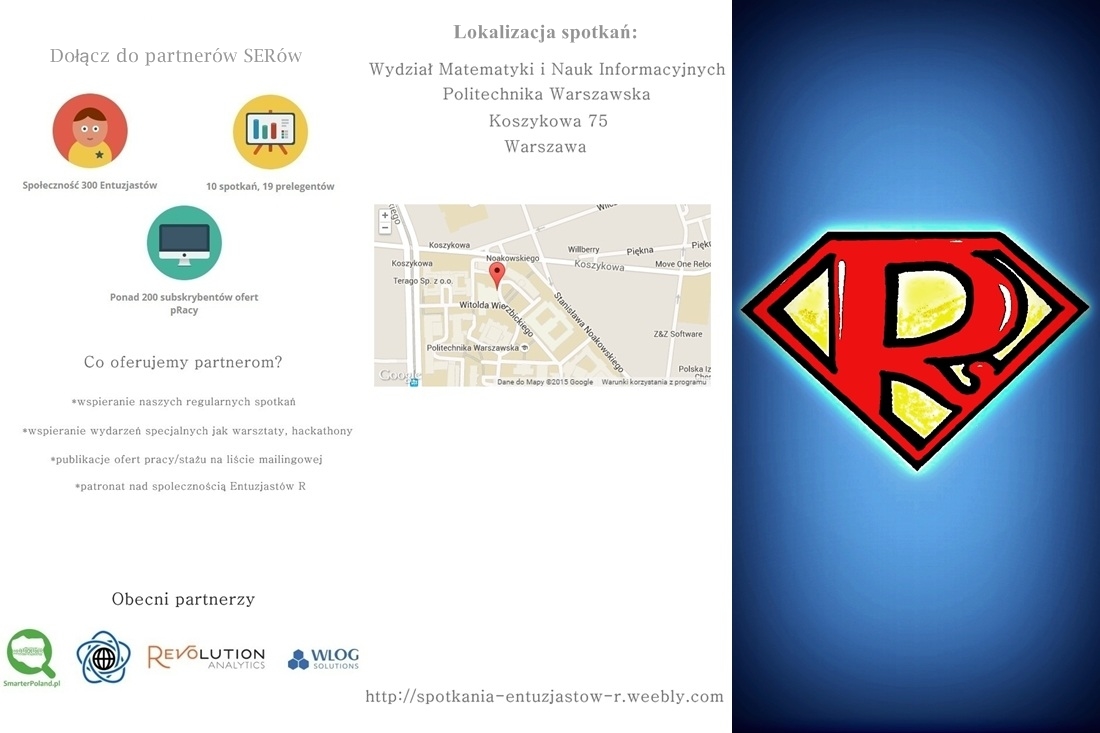 Dołącz do partnerów SERów
Społeczność 300 Entuzjastów
10 spotkań, 19 prelegentów
Ponad 200 subskrybentów ofert
pRacy
Co oferujemy partnerom?
*wspieranie naszych regularnych spotkań
*wspieranie wydarzeń specjalnych jak warsztaty, hackathony
*publikacje ofert pracy/stażu na liście mailingowej
*patronat nad spolecznością Entuzjastów R
Obecni partnerzy
SmarterPoland.pl
REVOLUTION
ANALYTICS
WLOG
SOLUTIONS
Lokalizacja spotkań:
Wydział Matematyki i Nauk Informacyjnych
Politechnika Warszawska
Koszykowa 75
Warszawa
+
−
Koszykowa
Noakowskiego
Willberry
Piękna
Koszykowa
Koszykowa
Move One Reloc
Terago Sp. z o.o.
Witolda Wierzbickiego
Stanisława Noakowskiego
Z&Z Software
Politechnika Warszawska
Polska Iz
Google
Dane do Mapy ©2015 Google
Warunki korzystania z programu
http://spotkania-entuzjastow-r.weebly.com
R